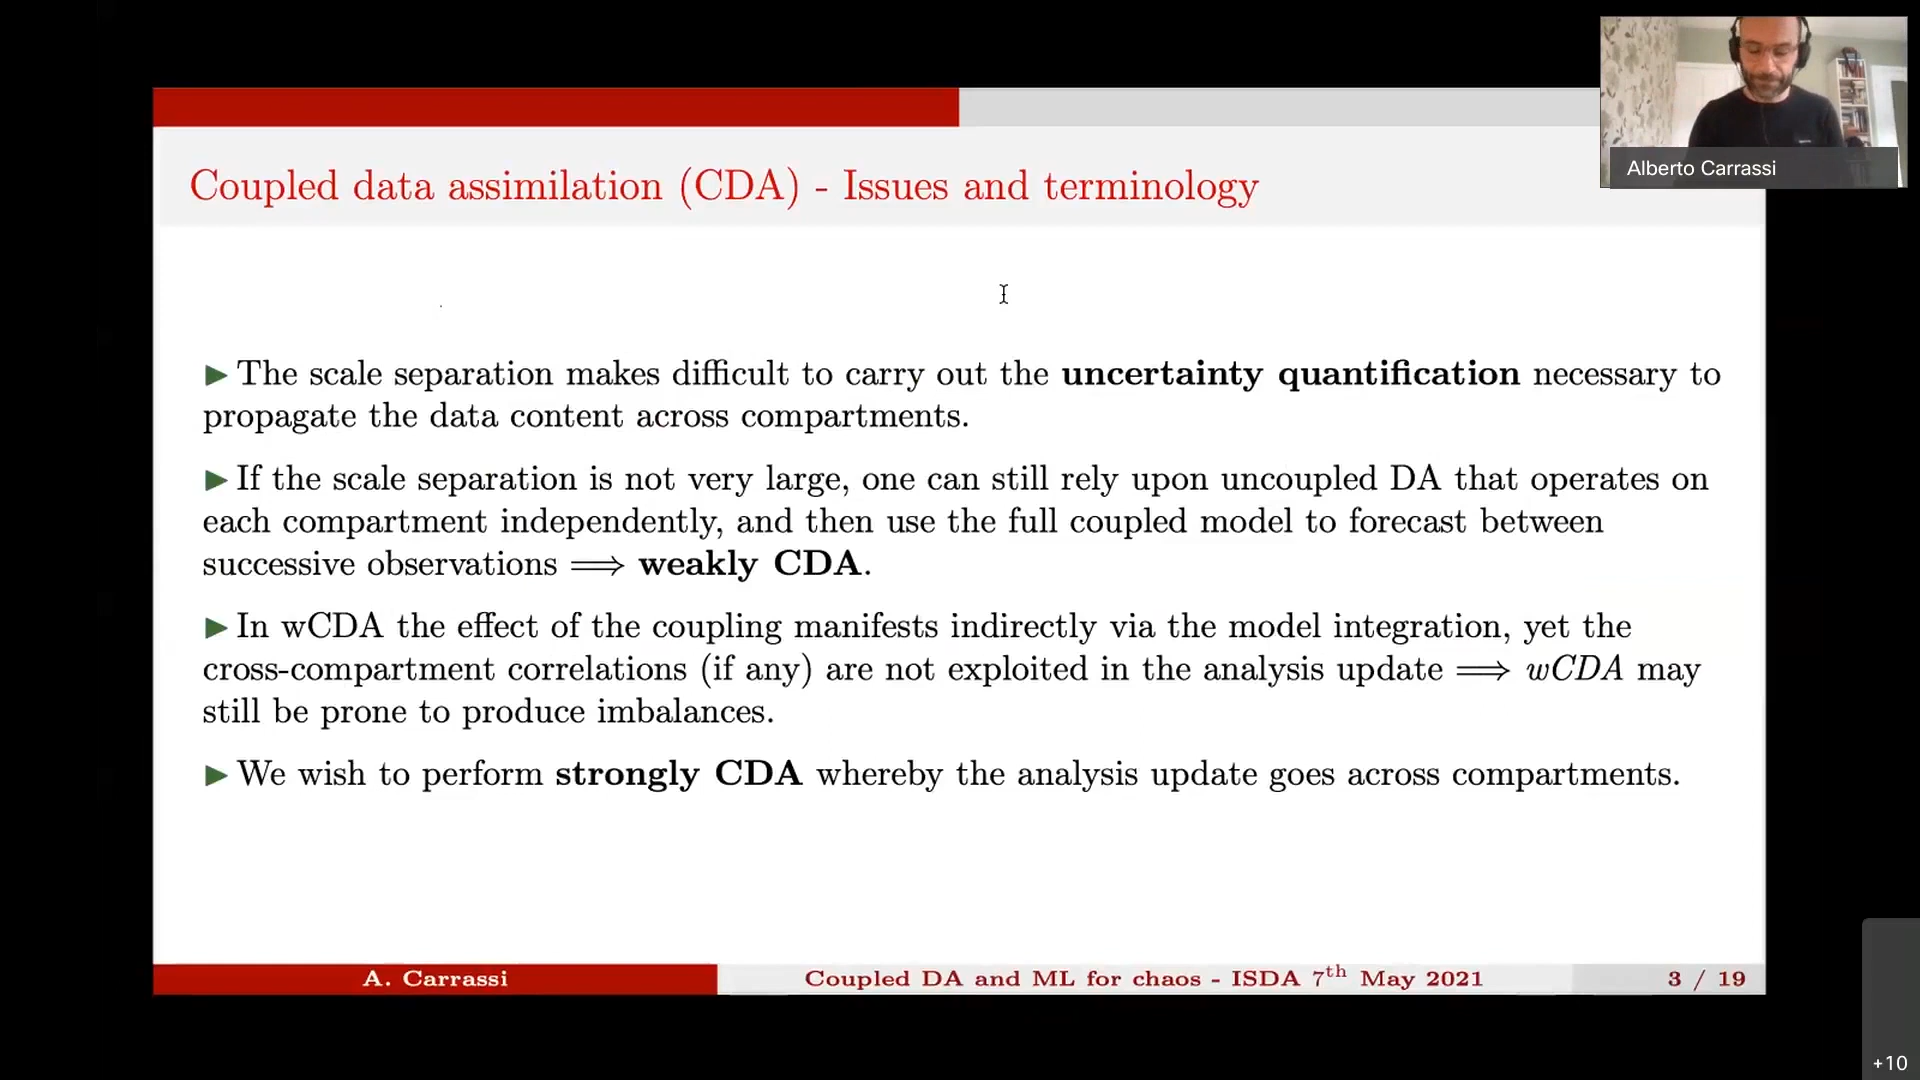 Alberto Carrassi
Coupled data assimilation (CDA) - Issues and terminology
▶ The scale separation makes difficult to carry out the uncertainty quantification necessary to
propagate the data content across compartments.
▶ If the scale separation is not very large, one can still rely upon uncoupled DA that operates on
each compartment independently, and then use the full coupled model to forecast between
successive observations ⟹ weakly CDA.
▶ In wCDA the effect of the coupling manifests indirectly via the model integration, yet the
cross-compartment correlations (if any) are not exploited in the analysis update ⟹ wCDA may
still be prone to produce imbalances.
▶ We wish to perform strongly CDA whereby the analysis update goes across compartments.
A. Carrassi
Coupled DA and ML for chaos - ISDA 7th May 2021
3 / 19
+10